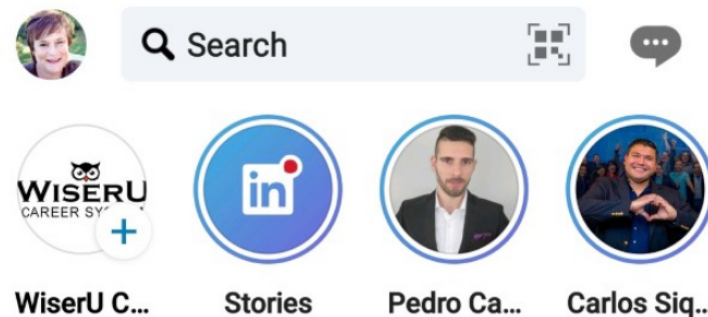 Search
WISERU
CAREER SY
in
WiserU C...
Stories
Pedro Ca...
Carlos Siq...